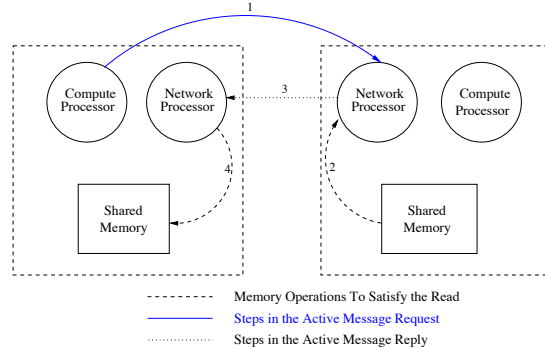 1
Compute
Processor
Network
Processor
3
Network
Processor
Compute
Processor
4
2
Shared
Memory
Shared
Memory
Memory Operations To Satisfy the Read
Steps in the Active Message Request
Steps in the Active Message Reply